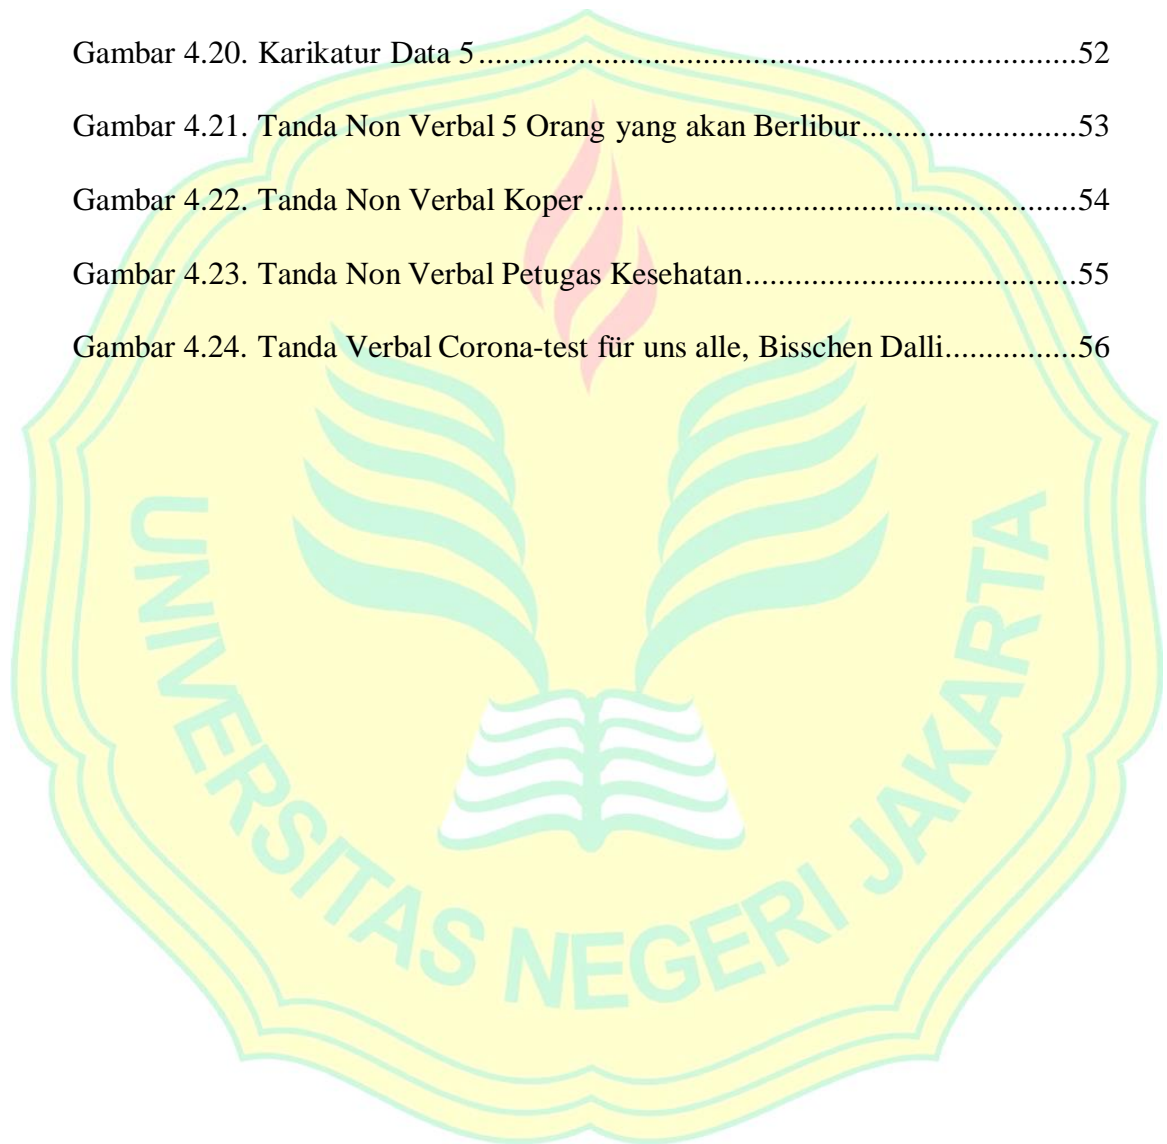 Gambar 4.20. Karikatur Data 5..........................................................................52
Gambar 4.21. Tanda Non Verbal 5 Orang yang akan Berlibur..........................53
Gambar 4.22. Tanda Non Verbal Koper............................................................54
Gambar 4.23. Tanda Non Verbal Petugas Kesehatan........................................55
Gambar 4.24. Tanda Verbal Corona-test für uns alle, Bisschen Dalli................56
UNIVERSITAS NEGERI JAKARTA